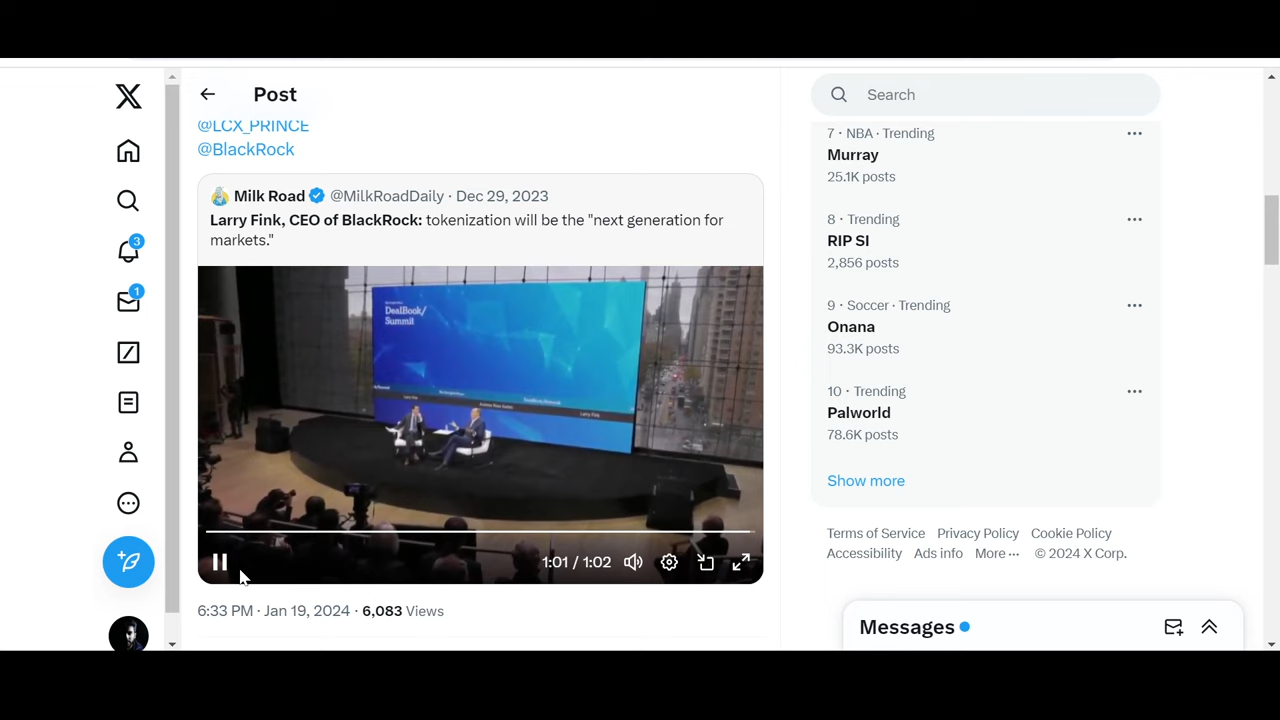 Post
Search
@LCX_PRINCE
@BlackRock
Milk Road @MilkRoadDaily · Dec 29, 2023
Larry Fink, CEO of BlackRock: tokenization will be the "next generation for
markets."
DealBook/
Summit
Larry Fink
1:01 / 1:02
6:33 PM · Jan 19, 2024 · 6,083 Views
3
1
7 · NBA · Trending
Murray
25.1K posts
8 · Trending
RIP SI
2,856 posts
9 · Soccer · Trending
Onana
93.3K posts
10 · Trending
Palworld
78.6K posts
Show more
Terms of Service Privacy Policy Cookie Policy
Accessibility Ads info More ··· © 2024 X Corp.
Messages